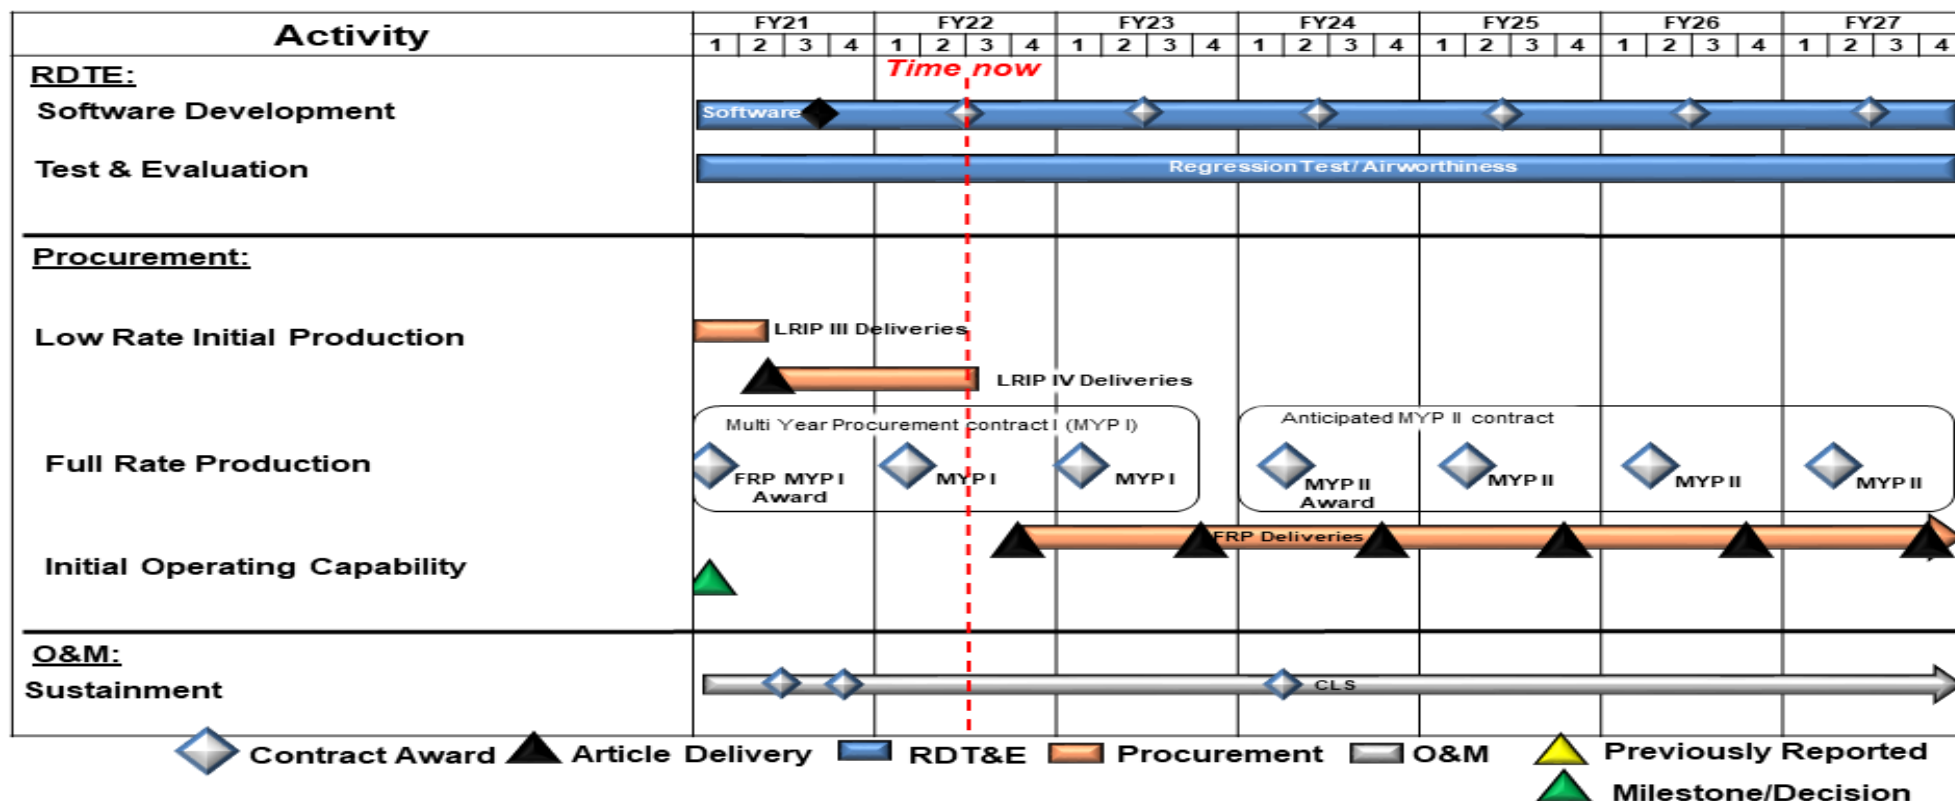 Activity
FY21 FY22 FY23 FY24 FY25 FY26 FY27
1 2 3 4 1 2 3 4 1 2 3 4 1 2 3 4 1 2 3 4 1 2 3 4 1 2 3 4
Time now
RDTE:
Software Development
Software
Test & Evaluation
Regression Test/ Airworthiness
Procurement:
Low Rate Initial Production
LRIP III Deliveries
LRIP IV Deliveries
Multi Year Procurement contract I (MYP I)
Anticipated MYP II contract
Full Rate Production
FRP MYP I
Award
MYP I
MYP I
MYP II
Award
MYP II
MYP II
MYP II
FRP Deliveries
Initial Operating Capability
O&M:
Sustainment
CLS
Contract Award
Article Delivery
RDT&E
Procurement
O&M
Previously Reported
Milestone/Decision